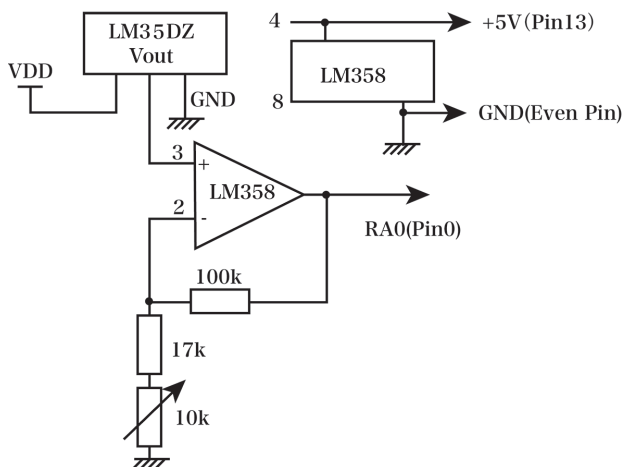 LM35DZ
Vout
VDD
GND
4
+5V(Pin13)
LM358
8
GND(Even Pin)
3
+
LM358
2
-
RA0(Pin0)
100k
17k
10k